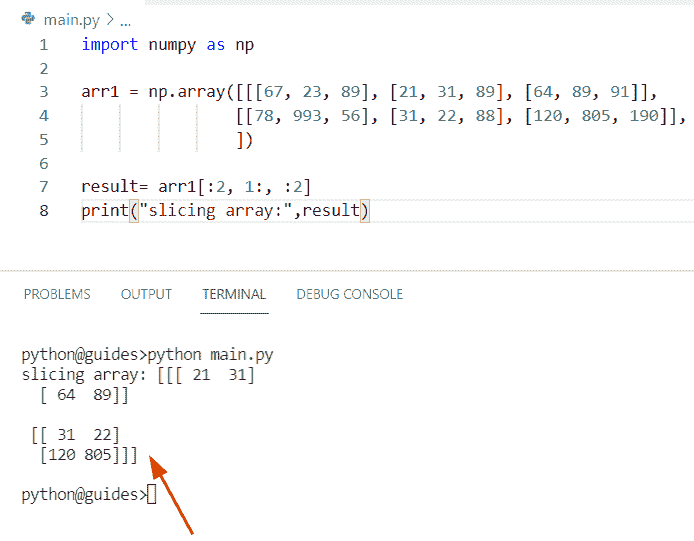 main.py > ...
1 import numpy as np
2
3 arr1 = np.array([[[67, 23, 89], [21, 31, 89], [64, 89, 91]],
4 [[78, 993, 56], [31, 22, 88], [120, 805, 190]],
5 ])
6
7 result= arr1[:2, 1:, :2]
8 print("slicing array:",result)
PROBLEMS OUTPUT TERMINAL DEBUG CONSOLE
python@guides>python main.py
slicing array: [[[ 21  31]
[ 64  89]]
[[ 31  22]
[120 805]]]
python@guides>